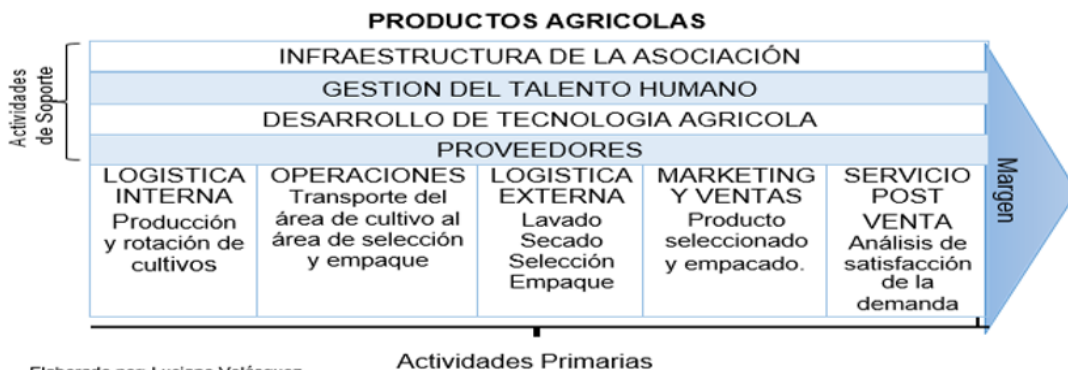 PRODUCTOS AGRICOLAS
Actividades
de Soporte
INFRAESTRUCTURA DE LA ASOCIACIÓN
GESTION DEL TALENTO HUMANO
DESARROLLO DE TECNOLOGIA AGRICOLA
PROVEEDORES
LOGISTICA
INTERNA
Producción
y rotación de
cultivos
OPERACIONES
Transporte del
área de cultivo al
área de selección
y empaque
LOGISTICA
EXTERNA
Lavado
Secado
Selección
Empaque
MARKETING
Y VENTAS
Producto
seleccionado
y empacado.
SERVICIO
POST
VENTA
Análisis de
satisfacción
de la
demanda
Margen
Actividades Primarias
Elaborado por: Luciano